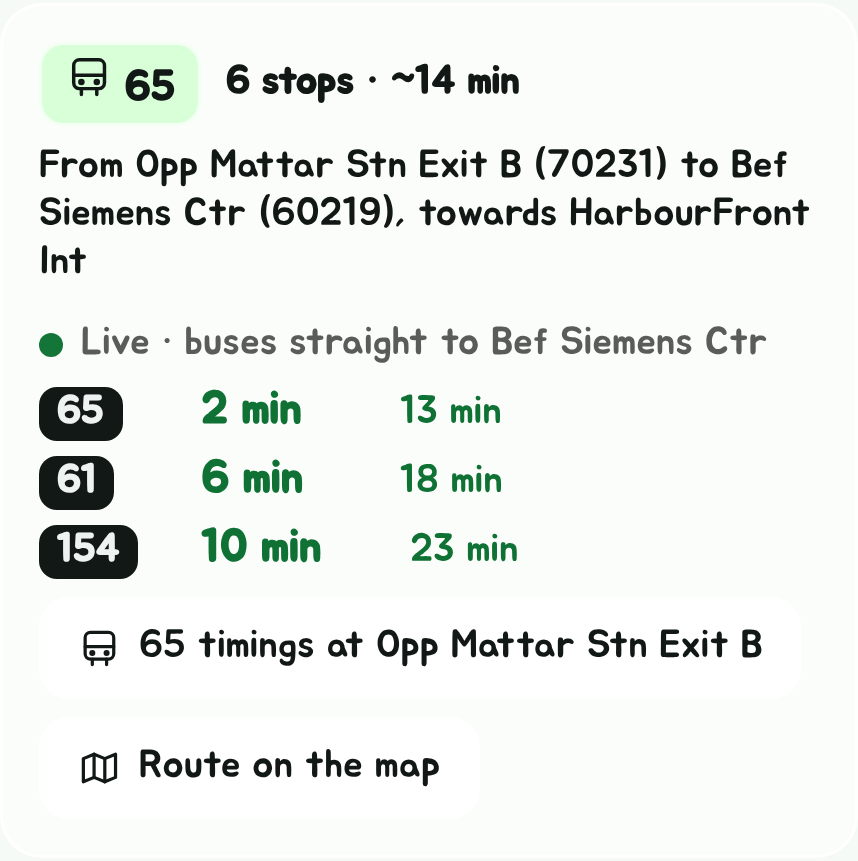 65 6 stops · ~14 min
From Opp Mattar Stn Exit B (70231) to Bef
Siemens Ctr (60219), towards HarbourFront
Int
Live · buses straight to Bef Siemens Ctr
65 2 min 13 min
61 6 min 18 min
154 10 min 23 min
65 timings at Opp Mattar Stn Exit B
Route on the map